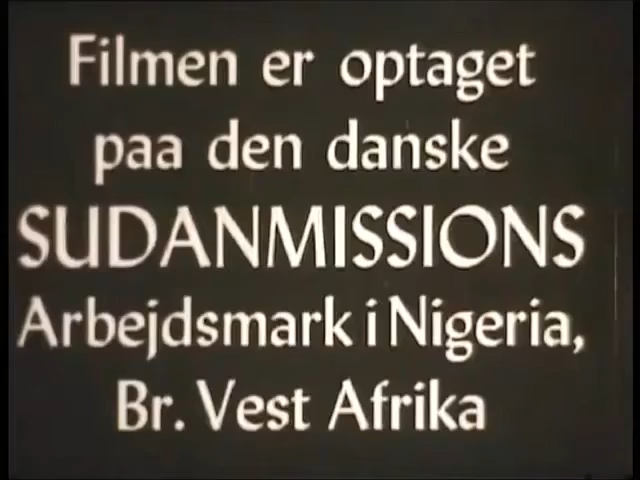 Filmen er optaget
paa den danske
SUDANMISSIONS
Arbejdsmark i Nigeria,
Br. Vest Afrika